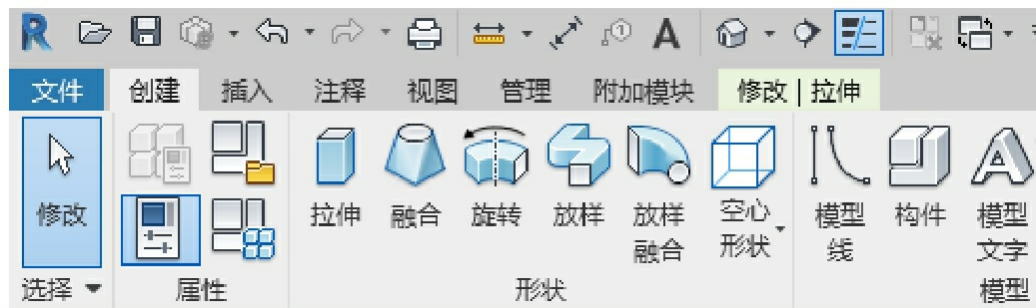 文件 创建 插入 注释 视图 管理 附加模块 修改 | 拉伸
修改 拉伸 融合 旋转 放样 放样 空心 模型 构件 模型
融合 形状 线 文字
选择 属性 形状 模型